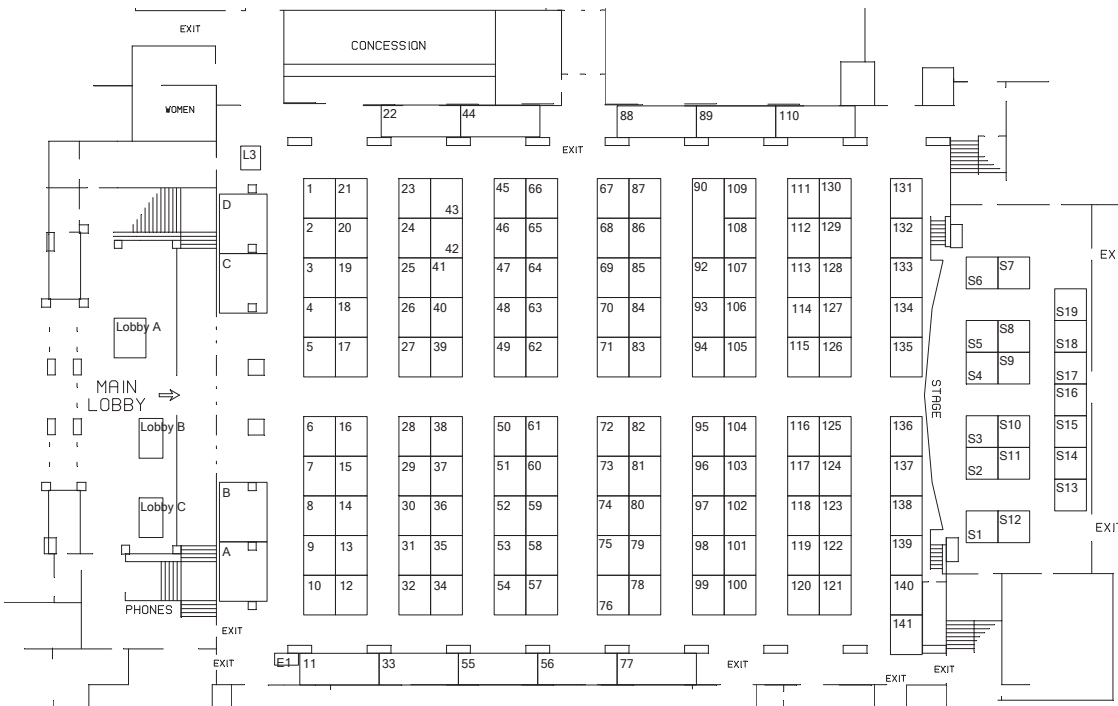 EXIT
CONCESSION
WOMEN
22 44 88 89 110
EXIT
L3
1 21 23 43 45 66 67 87 90 109 111 130 131
D
2 20 24 42 46 65 68 86 108 112 129 132
C
3 19 25 41 47 64 69 85 92 107 113 128 133
S6 S7
EX
4 18 26 40 48 63 70 84 93 106 114 127 134
S19
Lobby A
5 17 27 39 49 62 71 83 94 105 115 126 135
S5 S8 S18
S4 S9 S17
MAIN
LOBBY
STAGE
S16
6 16 28 38 50 61 72 82 95 104 116 125 136
Lobby B
S3 S10 S15
7 15 29 37 51 60 73 81 96 103 117 124 137
S2 S11 S14
B
8 14 30 36 52 59 74 80 97 102 118 123 138
Lobby C
S13
S1 S12
EXIT
A
9 13 31 35 53 58 75 79 98 101 119 122 139
10 12 32 34 54 57 76 78 99 100 120 121 140
PHONES
141
EXIT
EXIT
E1 11 33 55 56 77
EXIT
EXIT
EXIT